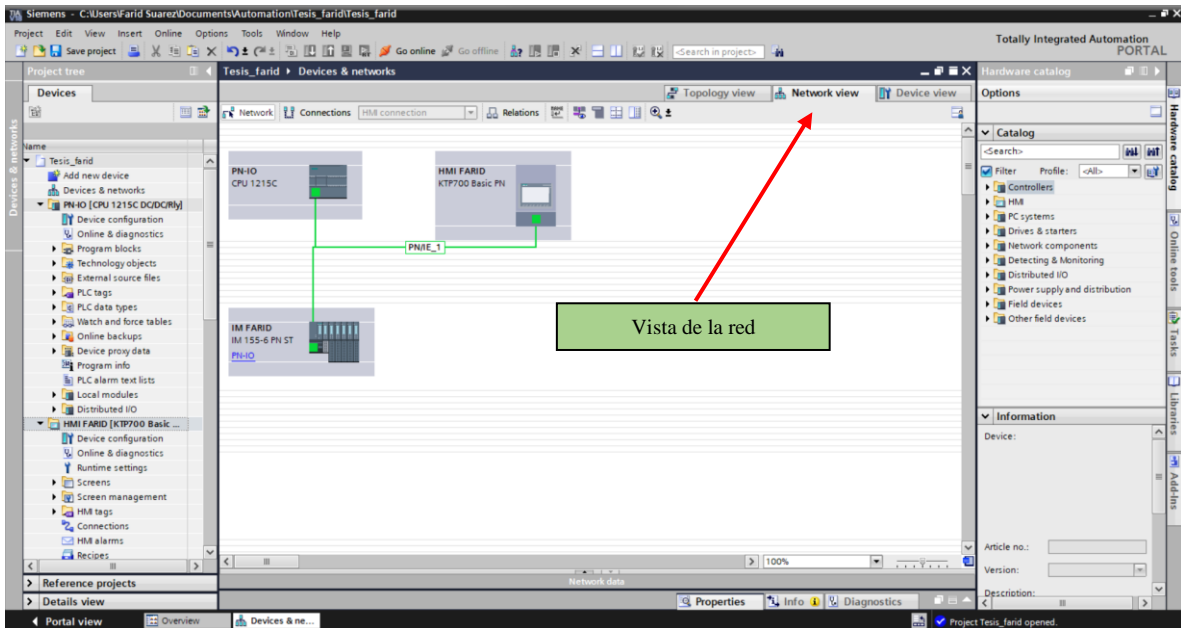 Siemens - C:\Users\Farid Suarez\Documents\Automation\Tesis_farid\Tesis_farid
Project Edit View Insert Online Options Tools Window Help
Totally Integrated Automation
PORTAL
Save project
Go online
Go offline
<Search in project>
Project tree
Tesis_farid
Devices & networks
Hardware catalog
Devices
Topology view
Network view
Device view
Options
Network
Connections
HMI connection
Relations
Name
Tesis_farid
Add new device
Devices & networks
PN-IO [CPU 1215C DC/DC/Rly]
Device configuration
Online & diagnostics
Program blocks
Technology objects
External source files
PLC tags
PLC data types
Watch and force tables
Online backups
Device proxy data
Program info
PLC alarm text lists
Local modules
Distributed I/O
HMI FARID [KTP700 Basic ...
Device configuration
Online & diagnostics
Runtime settings
Screens
Screen management
HMI tags
Connections
HMI alarms
Recipes
Reference projects
Details view
Devices & networks
PN-IO
CPU 1215C
HMI FARID
KTP700 Basic PN
PN/IE_1
IM FARID
IM 155-6 PN ST
PN-IO
Vista de la red
100%
Network data
Properties
Info
Diagnostics
Catalog
<Search>
Filter
Profile:
<All>
Controllers
HMI
PC systems
Drives & starters
Network components
Detecting & Monitoring
Distributed I/O
Power supply and distribution
Field devices
Other field devices
Information
Device:
Article no.:
Version:
Description:
Hardware catalog
Online tools
Tasks
Libraries
Add-Ins
Portal view
Overview
Devices & ne...
Project Tesis_farid opened.